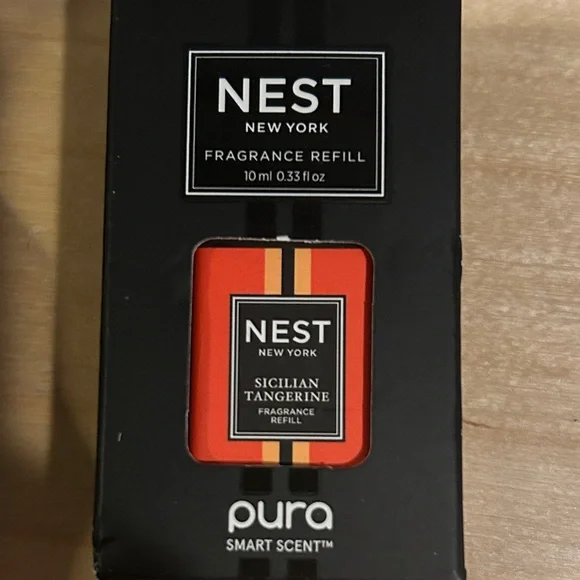 NEST
NEW YORK
FRAGRANCE REFILL
10 ml 0.33 fl oz
NEST
NEW YORK
SICILIAN
TANGERINE
FRAGRANCE
REFILL
pura
SMART SCENT™